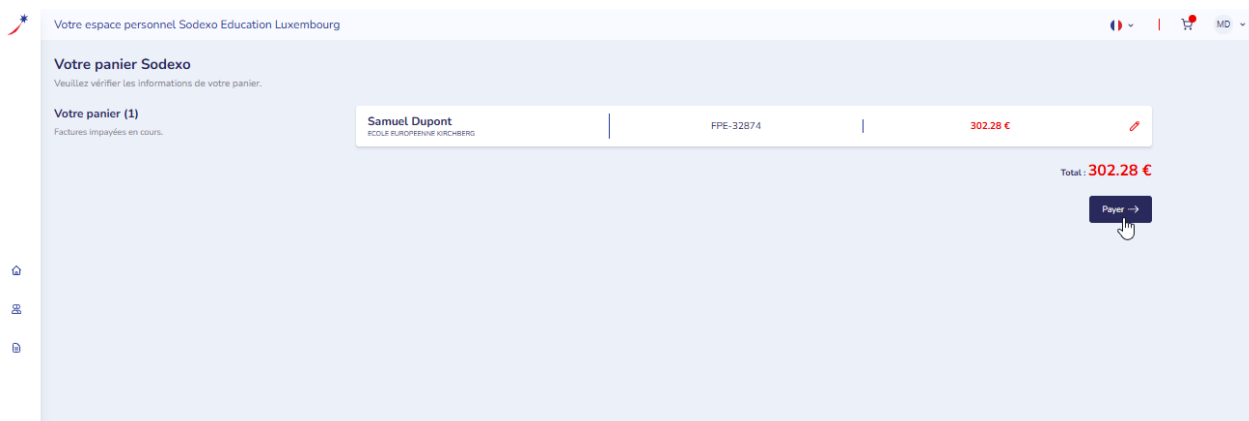 Votre espace personnel Sodexo Education Luxembourg
MD
Votre panier Sodexo
Veuillez vérifier les informations de votre panier.
Votre panier (1)
Factures impayées en cours.
Samuel Dupont
ECOLE EUROPEENNE KIRCHBERG
FPE-32874
302.28 €
Total : 302.28 €
Payer